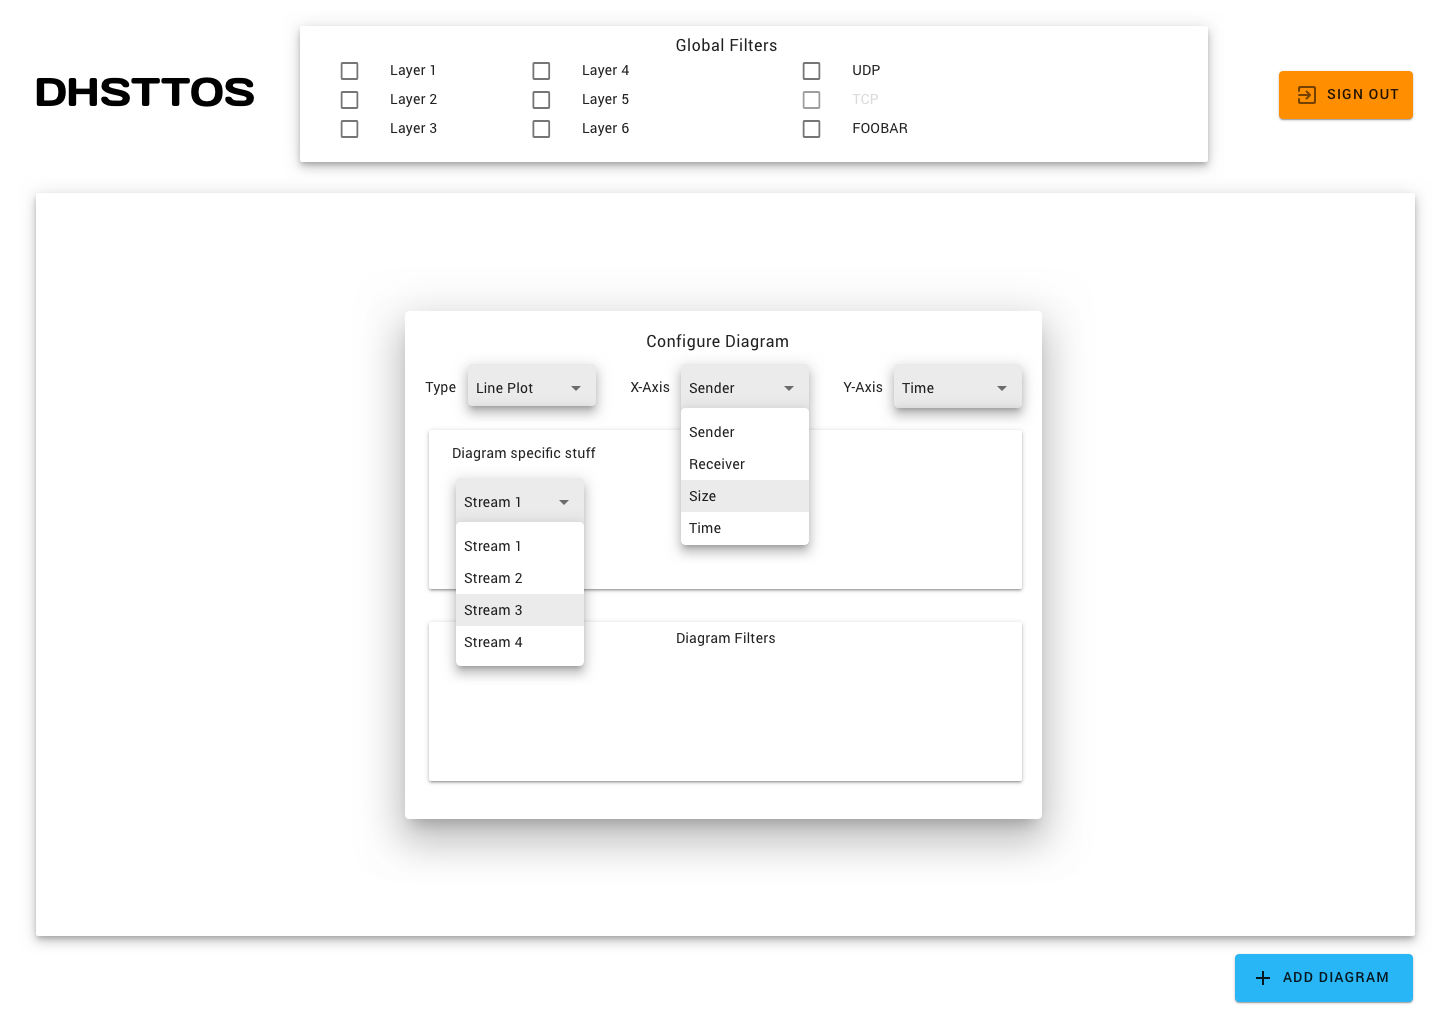 DHSTTOS
Global Filters
Layer 1 Layer 4 UDP
Layer 2 Layer 5 TCP
Layer 3 Layer 6 FOOBAR
SIGN OUT
Configure Diagram
Type Line Plot X-Axis Sender Y-Axis Time
Sender
Receiver
Size
Time
Diagram specific stuff
Stream 1
Stream 1
Stream 2
Stream 3
Stream 4
Diagram Filters
ADD DIAGRAM